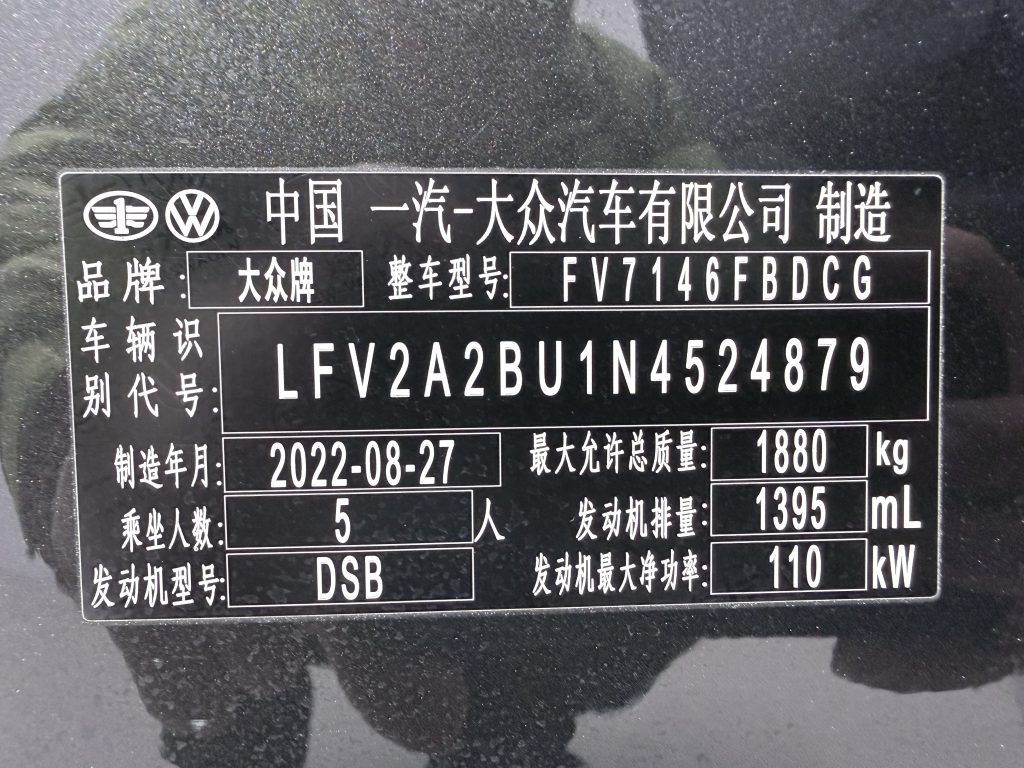 中国 一汽-大众汽车有限公司 制造
品牌: 大众牌 整车型号: FV7146FBDCG
车辆识别代号: LFV2A2BU1N4524879
制造年月: 2022-08-27 最大允许总质量: 1880 kg
乘坐人数: 5 人 发动机排量: 1395 mL
发动机型号: DSB 发动机最大净功率: 110 kW